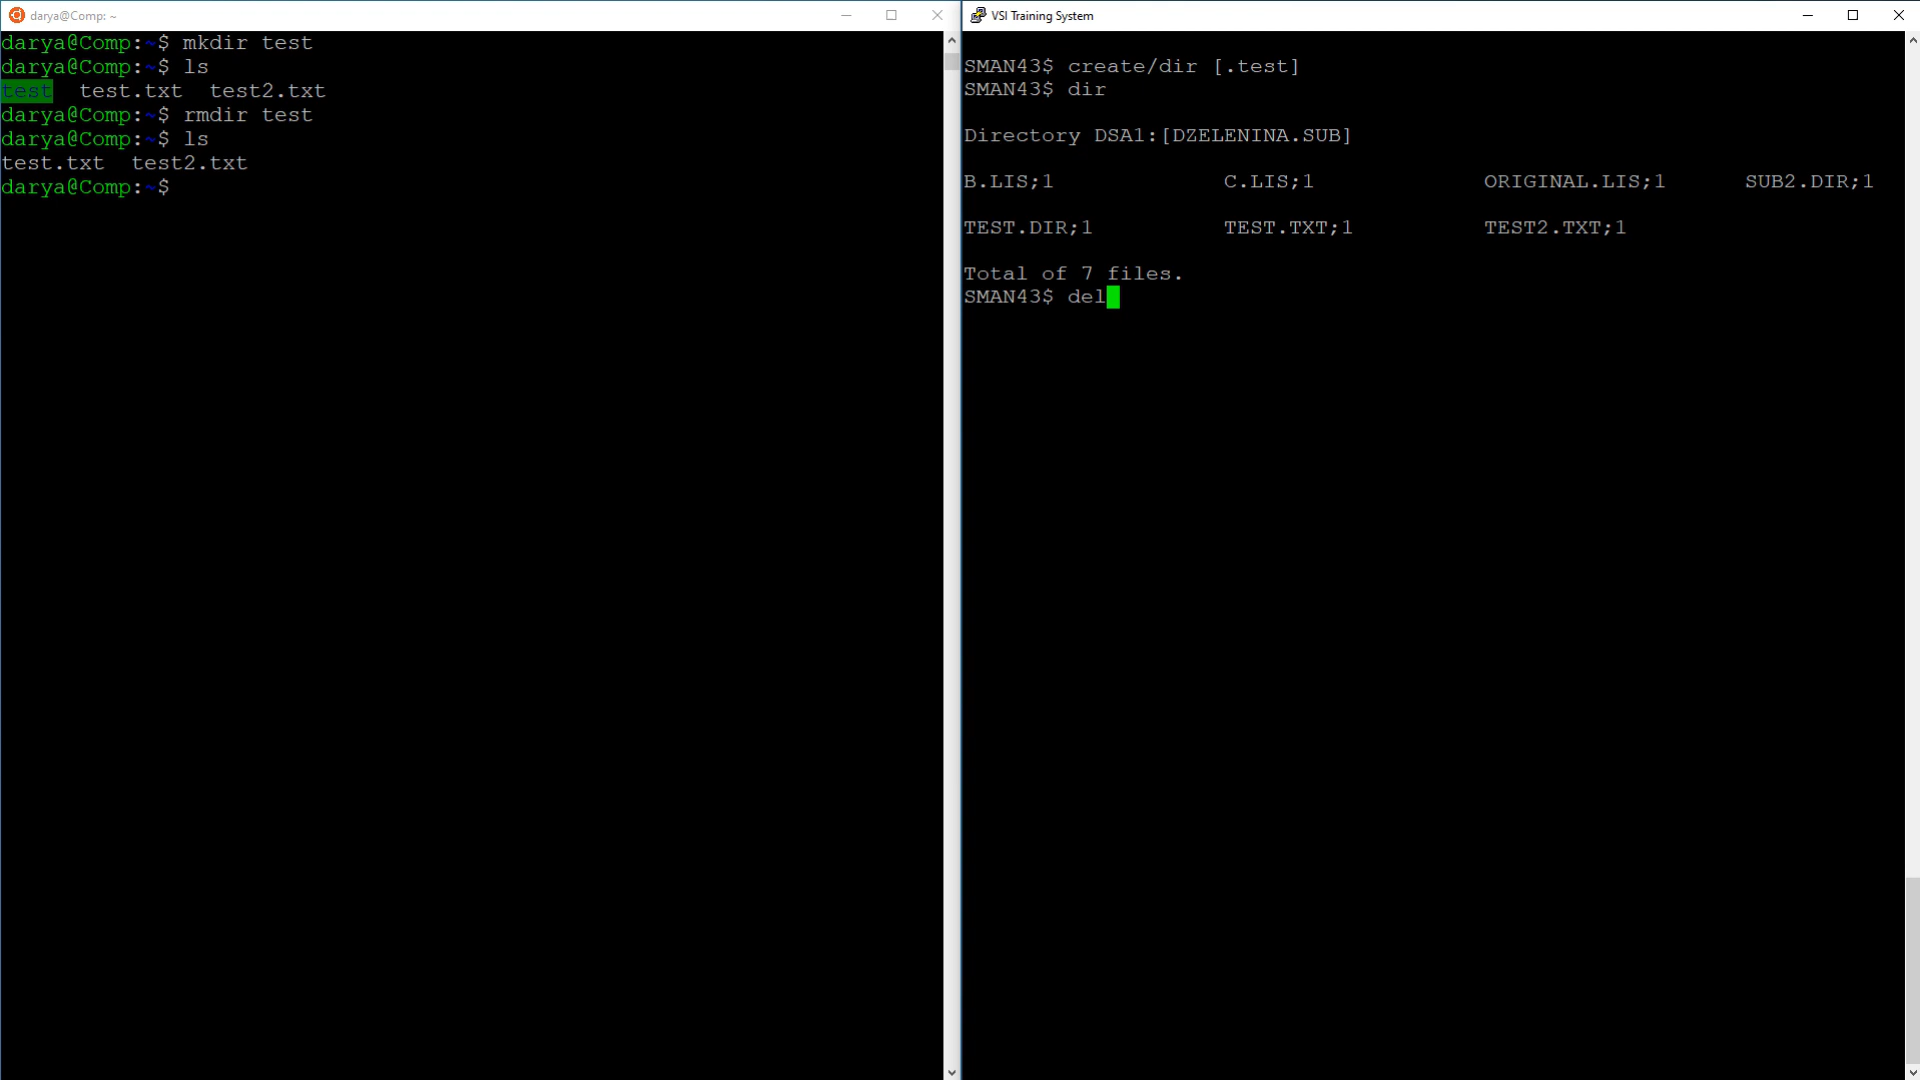 darya@Comp: ~
darya@Comp:~$ mkdir test
darya@Comp:~$ ls
test  test.txt  test2.txt
darya@Comp:~$ rmdir test
darya@Comp:~$ ls
test.txt  test2.txt
darya@Comp:~$
VSI Training System
SMAN43$ create/dir [.test]
SMAN43$ dir
Directory DSA1:[DZELENINA.SUB]
B.LIS;1  C.LIS;1  ORIGINAL.LIS;1  SUB2.DIR;1
TEST.DIR;1  TEST.TXT;1  TEST2.TXT;1
Total of 7 files.
SMAN43$ del